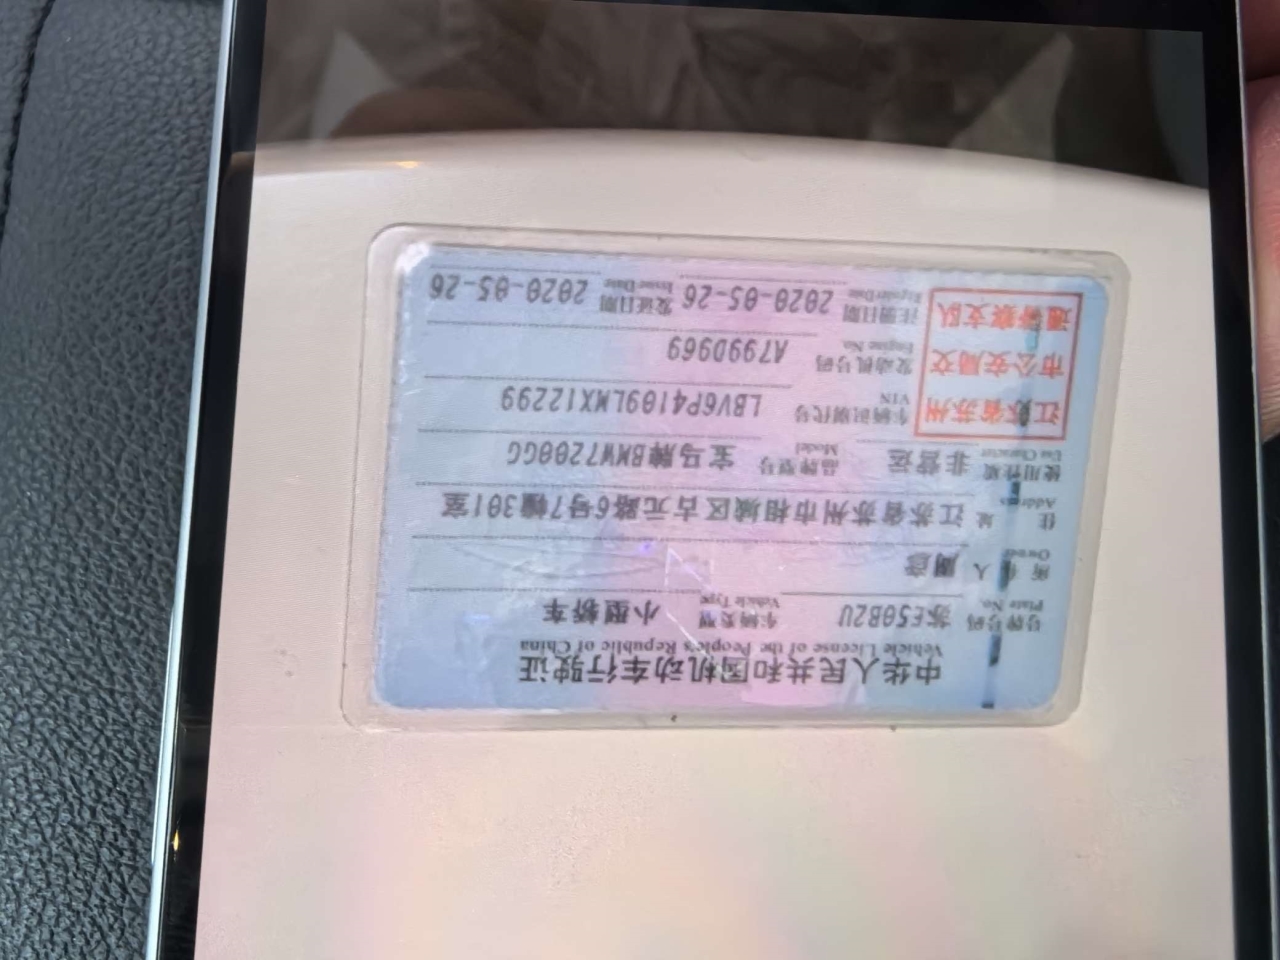 中华人民共和国机动车行驶证
Vehicle License of the People's Republic of China
号牌号码 苏E50B2U 车辆类型 小型轿车
Plate No. Vehicle Type
所有人 周彦
Owner
住址 江苏省苏州市相城区古元路6号7幢301室
Address
使用性质 非营运 品牌型号 宝马牌BMW7200GG
Use Character Model
江苏省苏州
市公安局交
通警察支队
车辆识别代号 LBV6P4109LMX12299
VIN
发动机号码 A799D969
Engine No.
注册日期 2020-05-26 发证日期 2020-05-26
Register Date Issue Date